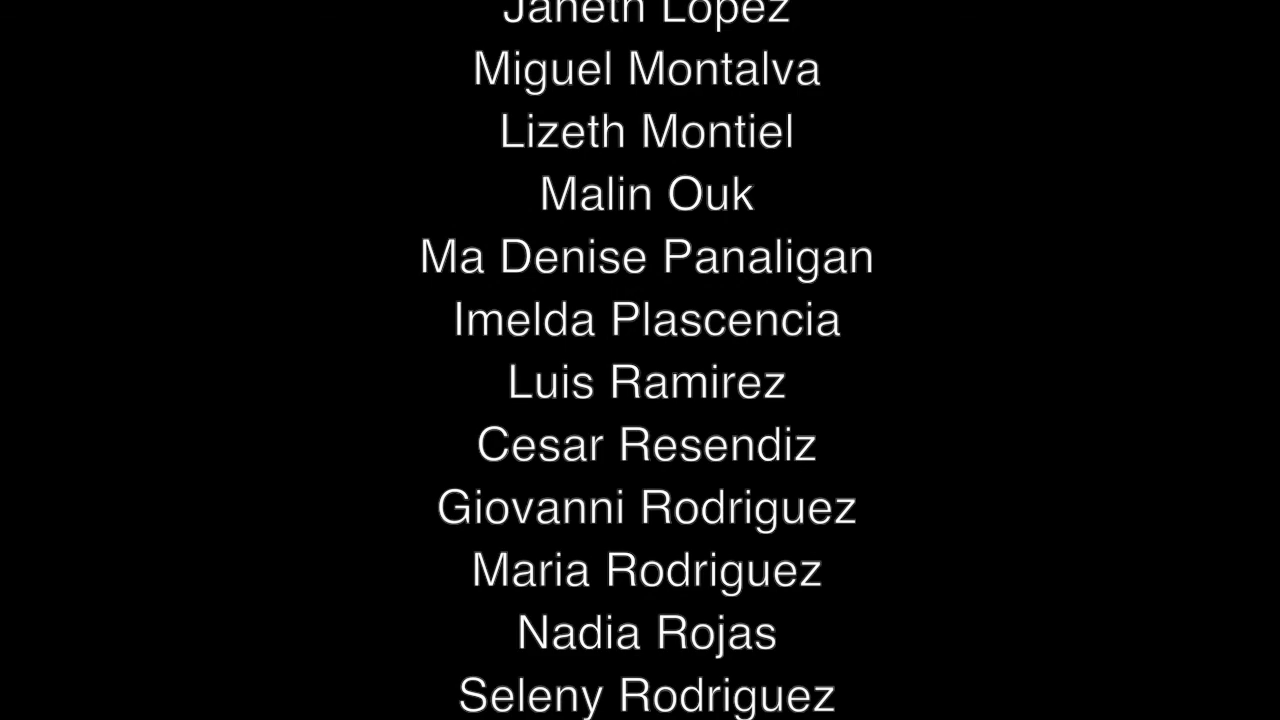 Janeth Lopez
Miguel Montalva
Lizeth Montiel
Malin Ouk
Ma Denise Panaligan
Imelda Plascencia
Luis Ramirez
Cesar Resendiz
Giovanni Rodriguez
Maria Rodriguez
Nadia Rojas
Seleny Rodriguez